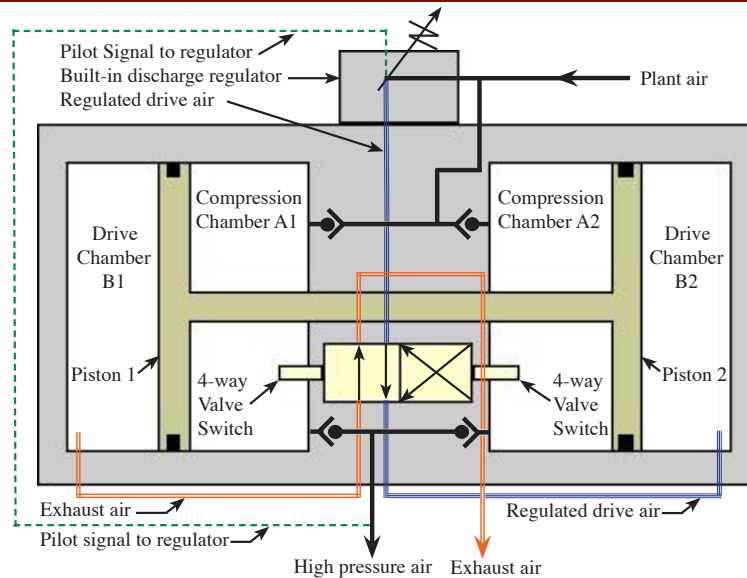 Pilot Signal to regulator
Built-in discharge regulator
Regulated drive air
Plant air
Compression
Chamber A1
Compression
Chamber A2
Drive
Chamber
B1
Drive
Chamber
B2
Piston 1
4-way
Valve
Switch
4-way
Valve
Switch
Piston 2
Exhaust air
Regulated drive air
Pilot signal to regulator
High pressure air
Exhaust air